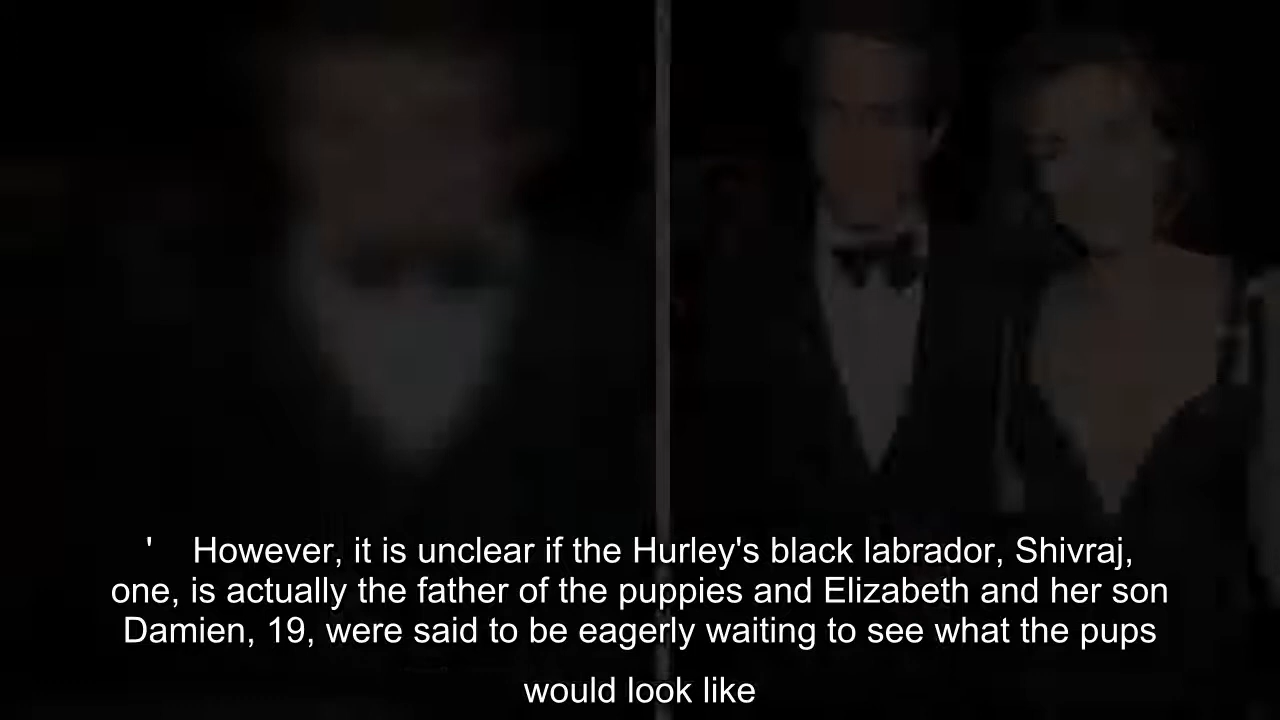 ' However, it is unclear if the Hurley's black labrador, Shivraj,
one, is actually the father of the puppies and Elizabeth and her son
Damien, 19, were said to be eagerly waiting to see what the pups
would look like